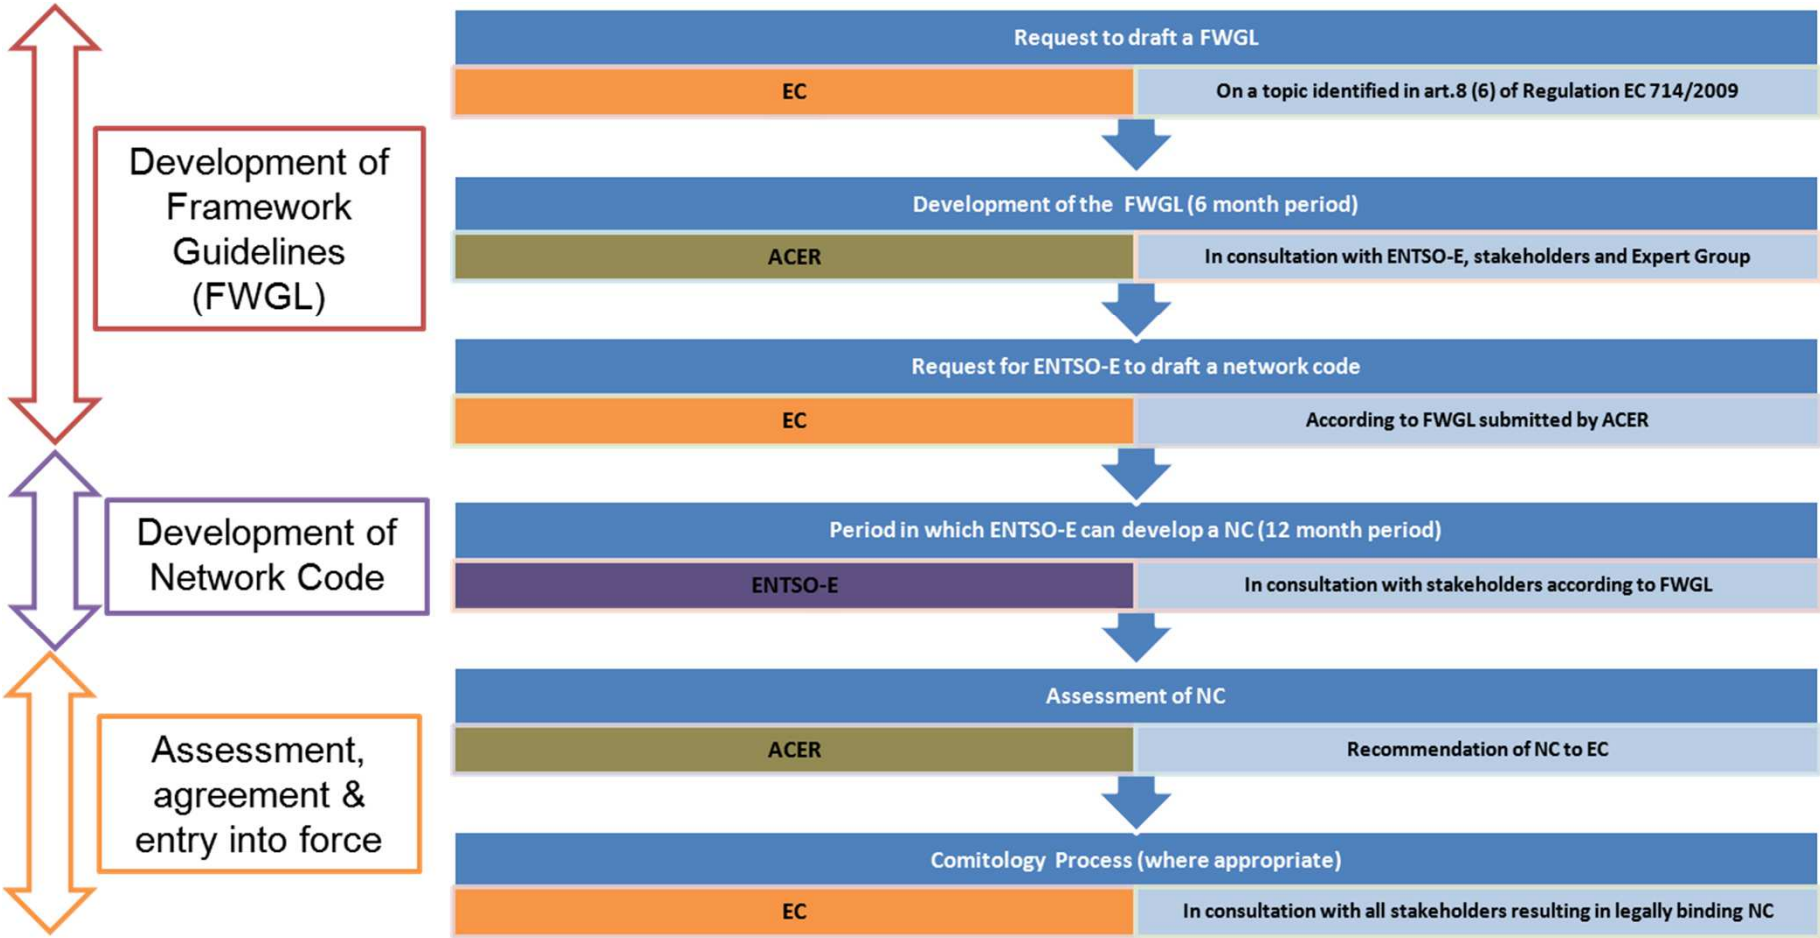 Request to draft a FWGL
EC
On a topic identified in art.8 (6) of Regulation EC 714/2009
Development of
Framework
Guidelines
(FWGL)
Development of the FWGL (6 month period)
ACER
In consultation with ENTSO-E, stakeholders and Expert Group
Request for ENTSO-E to draft a network code
EC
According to FWGL submitted by ACER
Development of
Network Code
Period in which ENTSO-E can develop a NC (12 month period)
ENTSO-E
In consultation with stakeholders according to FWGL
Assessment,
agreement &
entry into force
Assessment of NC
ACER
Recommendation of NC to EC
Comitology Process (where appropriate)
EC
In consultation with all stakeholders resulting in legally binding NC